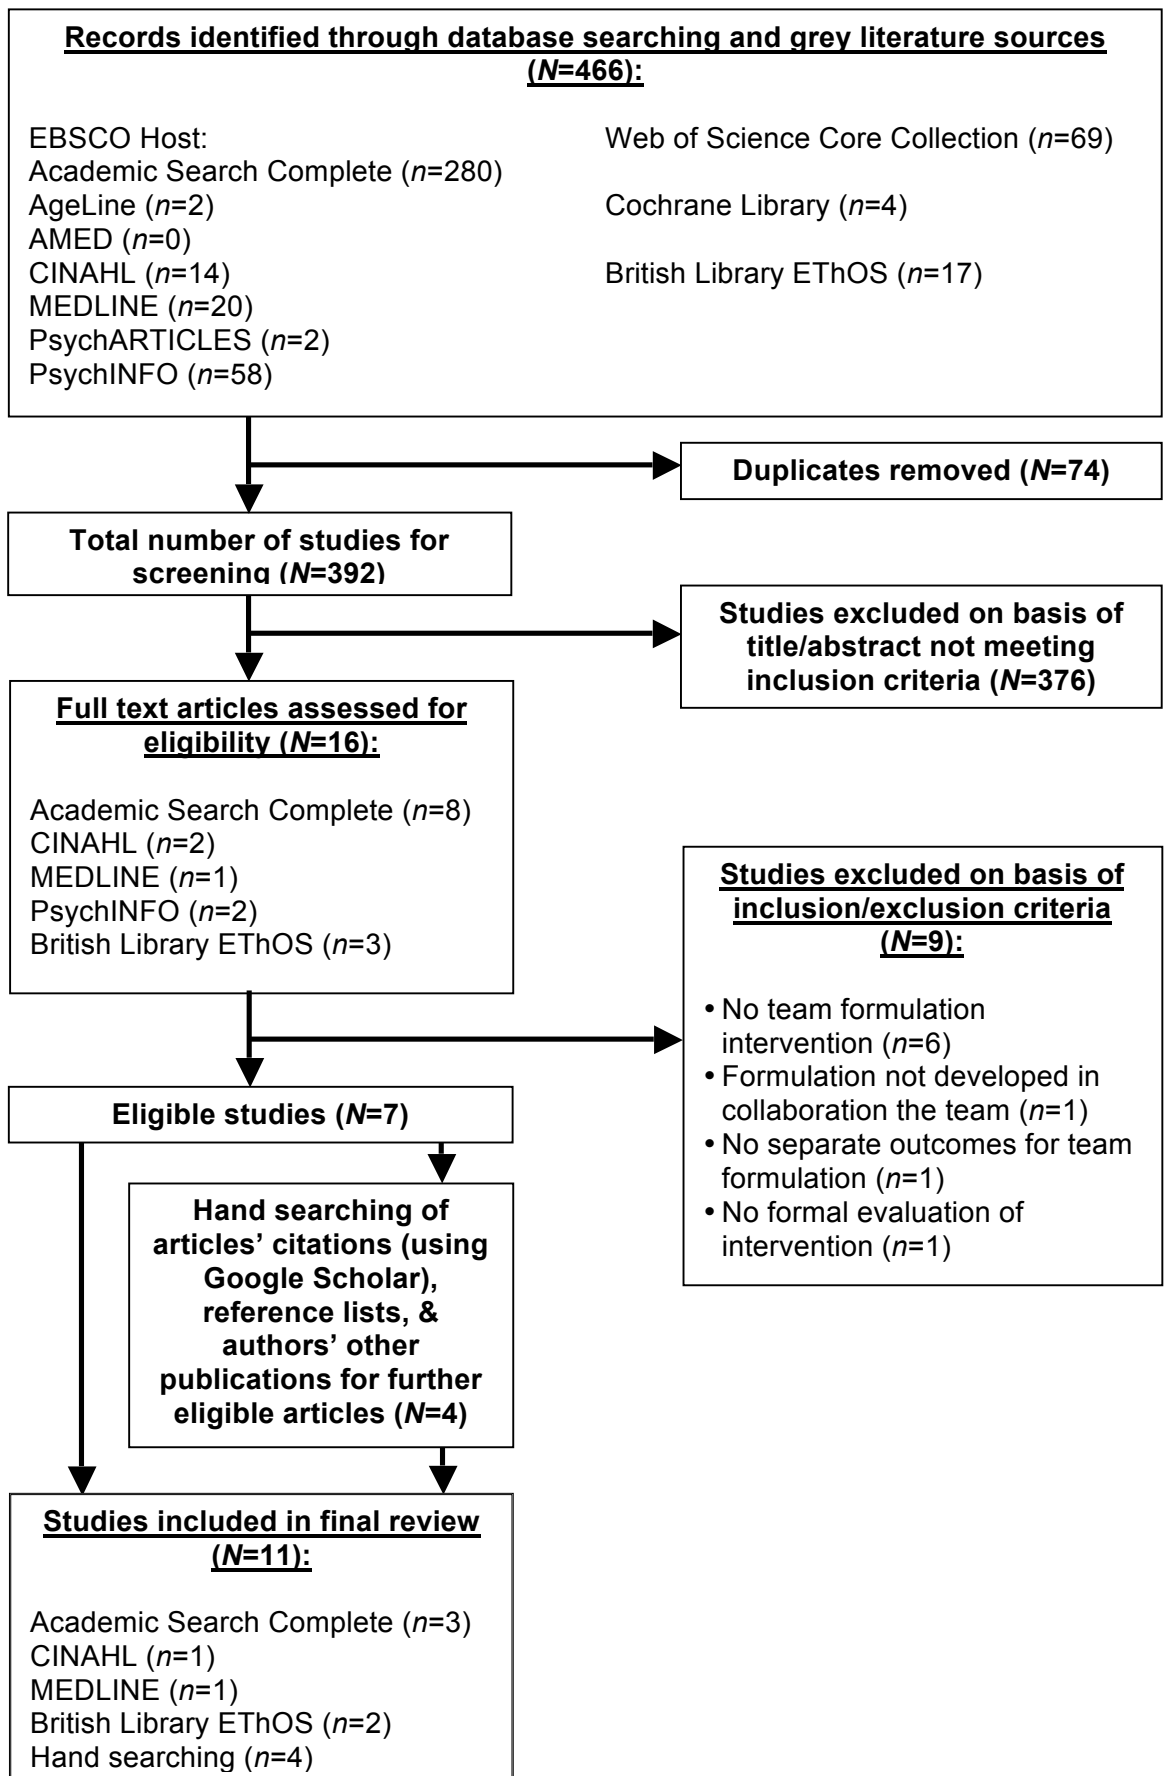 Records identified through database searching and grey literature sources
(N=466):
EBSCO Host:
Academic Search Complete (n=280)
AgeLine (n=2)
AMED (n=0)
CINAHL (n=14)
MEDLINE (n=20)
PsychARTICLES (n=2)
PsychINFO (n=58)
Web of Science Core Collection (n=69)
Cochrane Library (n=4)
British Library EThOS (n=17)
Duplicates removed (N=74)
Total number of studies for
screening (N=392)
Studies excluded on basis of
title/abstract not meeting
inclusion criteria (N=376)
Full text articles assessed for
eligibility (N=16):
Academic Search Complete (n=8)
CINAHL (n=2)
MEDLINE (n=1)
PsychINFO (n=2)
British Library EThOS (n=3)
Studies excluded on basis of
inclusion/exclusion criteria
(N=9):
• No team formulation
intervention (n=6)
• Formulation not developed in
collaboration the team (n=1)
• No separate outcomes for team
formulation (n=1)
• No formal evaluation of
intervention (n=1)
Eligible studies (N=7)
Hand searching of
articles’ citations (using
Google Scholar),
reference lists, &
authors’ other
publications for further
eligible articles (N=4)
Studies included in final review
(N=11):
Academic Search Complete (n=3)
CINAHL (n=1)
MEDLINE (n=1)
British Library EThOS (n=2)
Hand searching (n=4)